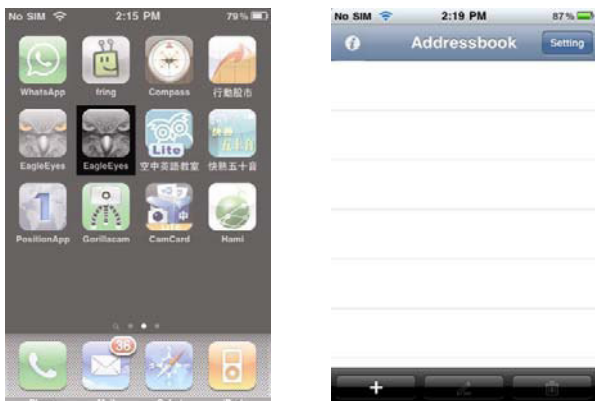 No SIM 2:15 PM 79%
WhatsApp fring Compass 行動股市
Lite
EagleEyes EagleEyes 空中英語教室 快熟五十音
1
PositionApp Gorillacam CamCard Hami
36
No SIM 2:19 PM 87%
Addressbook Setting
+